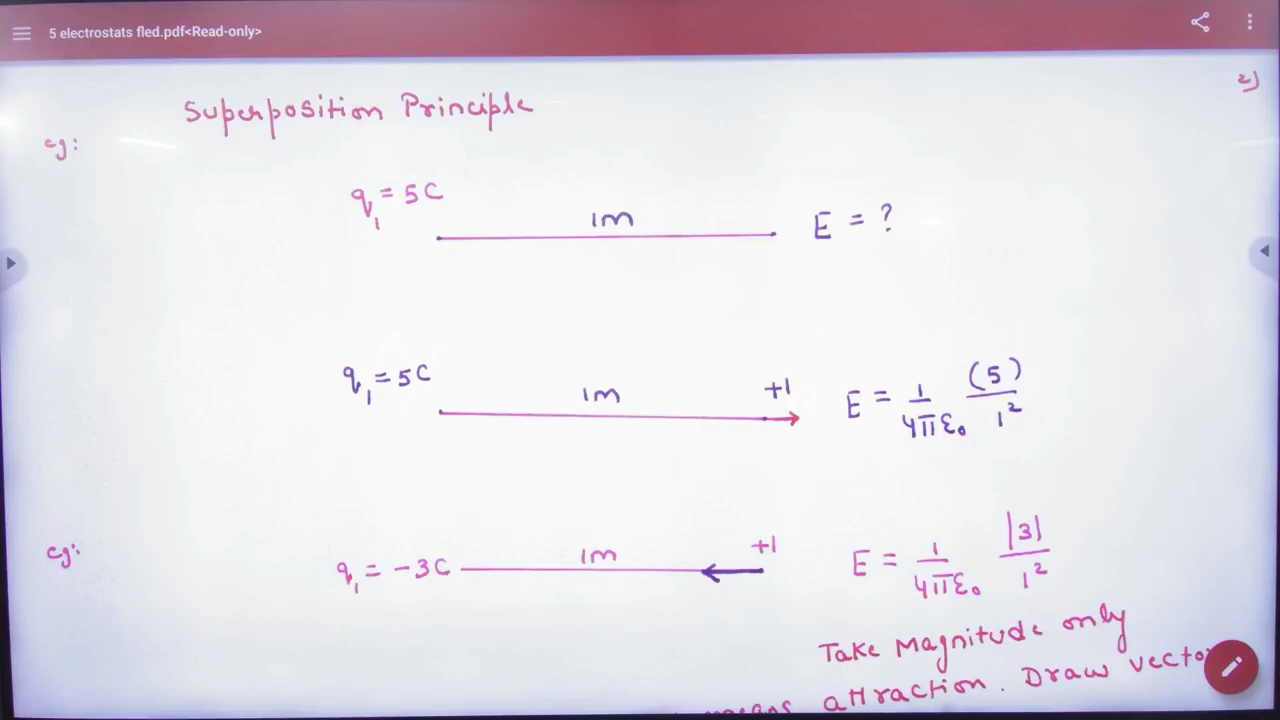 5 electrostats fled.pdf<Read-only>
2)
Superposition Principle
eg:
q₁ = 5C
1m
E = ?
q₁ = 5C
1m
+1
E = 1/4πε₀ (5)/1²
eg:
q₁ = -3C
1m
+1
E = 1/4πε₀ |3|/1²
Take Magnitude only
means attraction. Draw vecto